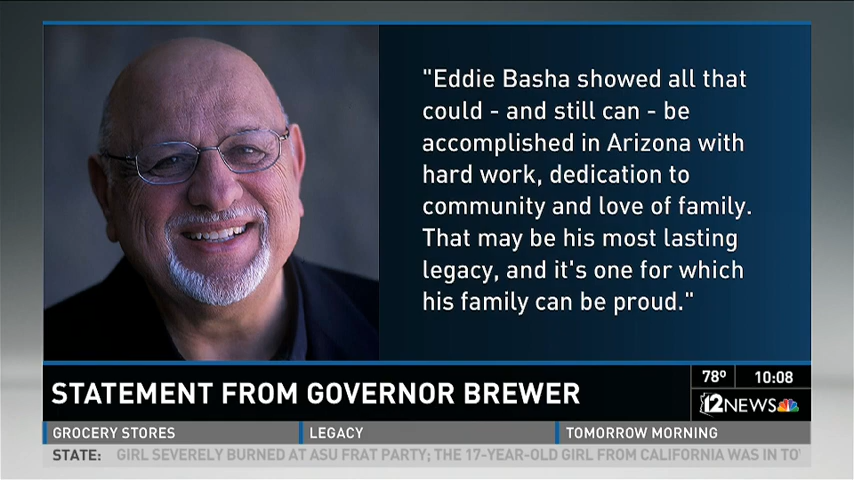 "Eddie Basha showed all that
could - and still can - be
accomplished in Arizona with
hard work, dedication to
community and love of family.
That may be his most lasting
legacy, and it's one for which
his family can be proud."
STATEMENT FROM GOVERNOR BREWER
78° 10:08
12NEWS
GROCERY STORES LEGACY TOMORROW MORNING
STATE: GIRL SEVERELY BURNED AT ASU FRAT PARTY; THE 17-YEAR-OLD GIRL FROM CALIFORNIA WAS IN TO